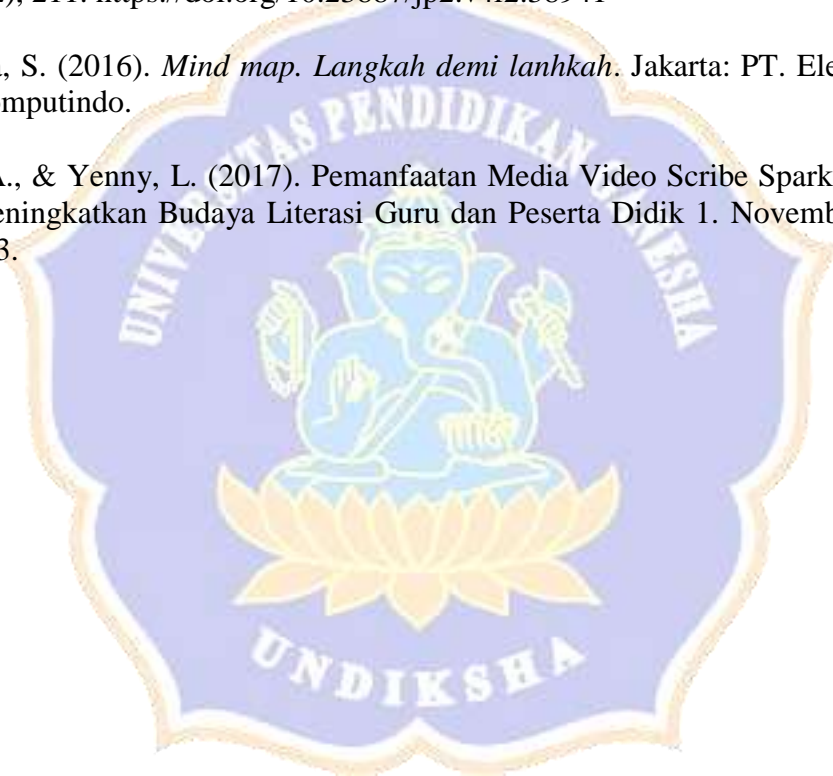 211. https://doi.org/10.23887/jp2.v4i2.38941
, S. (2016). Mind map. Langkah demi lanhkah. Jakarta: PT. Ele
omputindo.
A., & Yenny, L. (2017). Pemanfaatan Media Video Scribe Spark
eningkatkan Budaya Literasi Guru dan Peserta Didik 1. Novemb
3.
UNIVERSITAS PENDIDIKAN GANESHA
UNDIKSHA